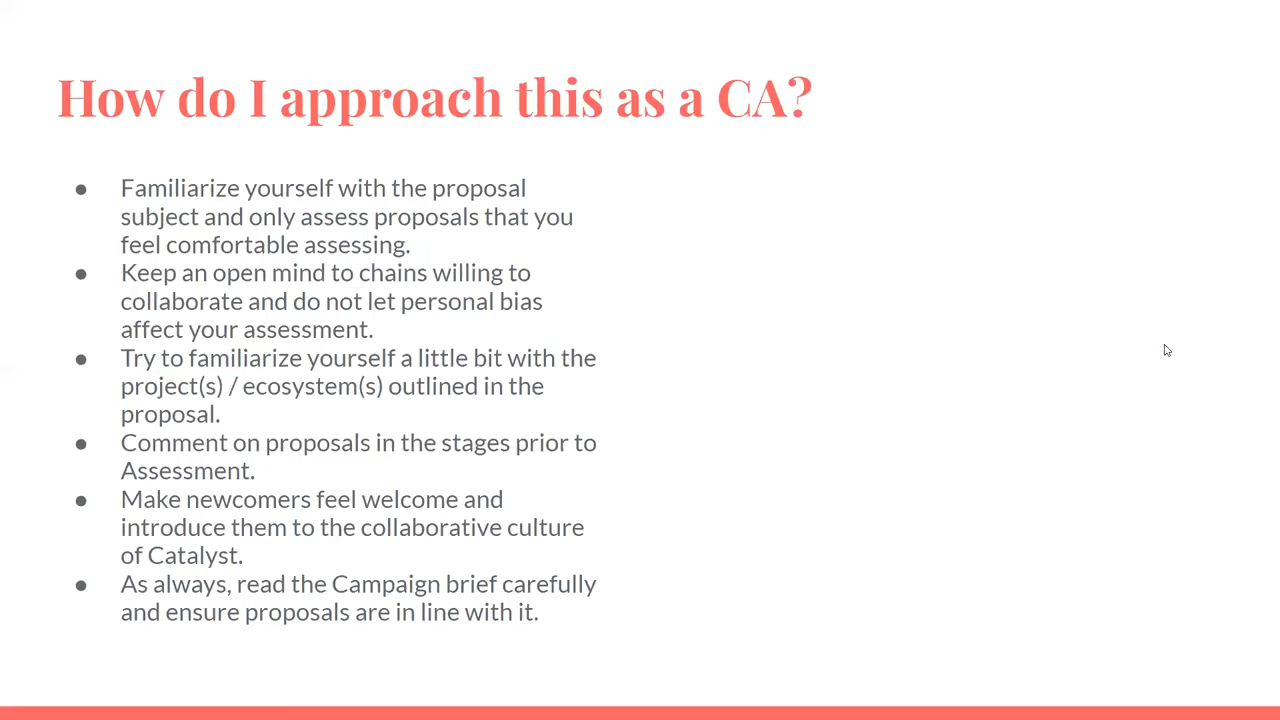 How do I approach this as a CA?
● Familiarize yourself with the proposal
subject and only assess proposals that you
feel comfortable assessing.
● Keep an open mind to chains willing to
collaborate and do not let personal bias
affect your assessment.
● Try to familiarize yourself a little bit with the
project(s) / ecosystem(s) outlined in the
proposal.
● Comment on proposals in the stages prior to
Assessment.
● Make newcomers feel welcome and
introduce them to the collaborative culture
of Catalyst.
● As always, read the Campaign brief carefully
and ensure proposals are in line with it.